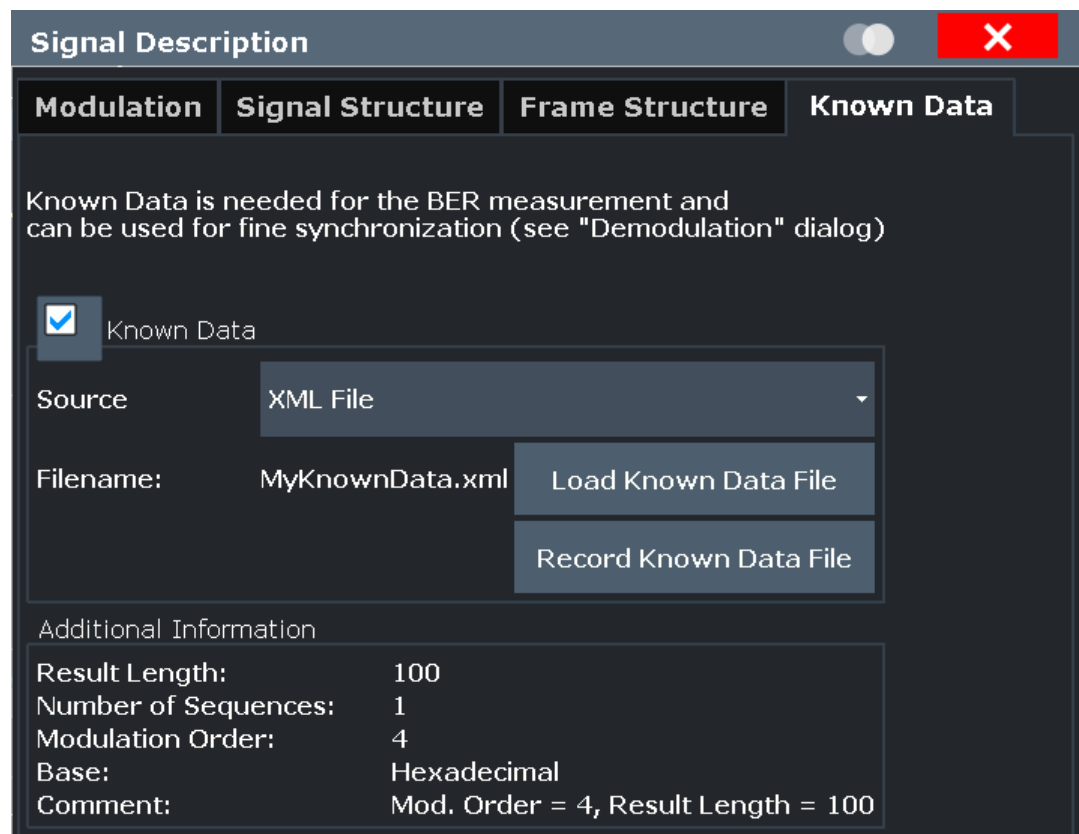 Signal Description
Modulation Signal Structure Frame Structure Known Data
Known Data is needed for the BER measurement and
can be used for fine synchronization (see "Demodulation" dialog)
Known Data
Source XML File
Filename: MyKnownData.xml Load Known Data File
Record Known Data File
Additional Information
Result Length: 100
Number of Sequences: 1
Modulation Order: 4
Base: Hexadecimal
Comment: Mod. Order = 4, Result Length = 100